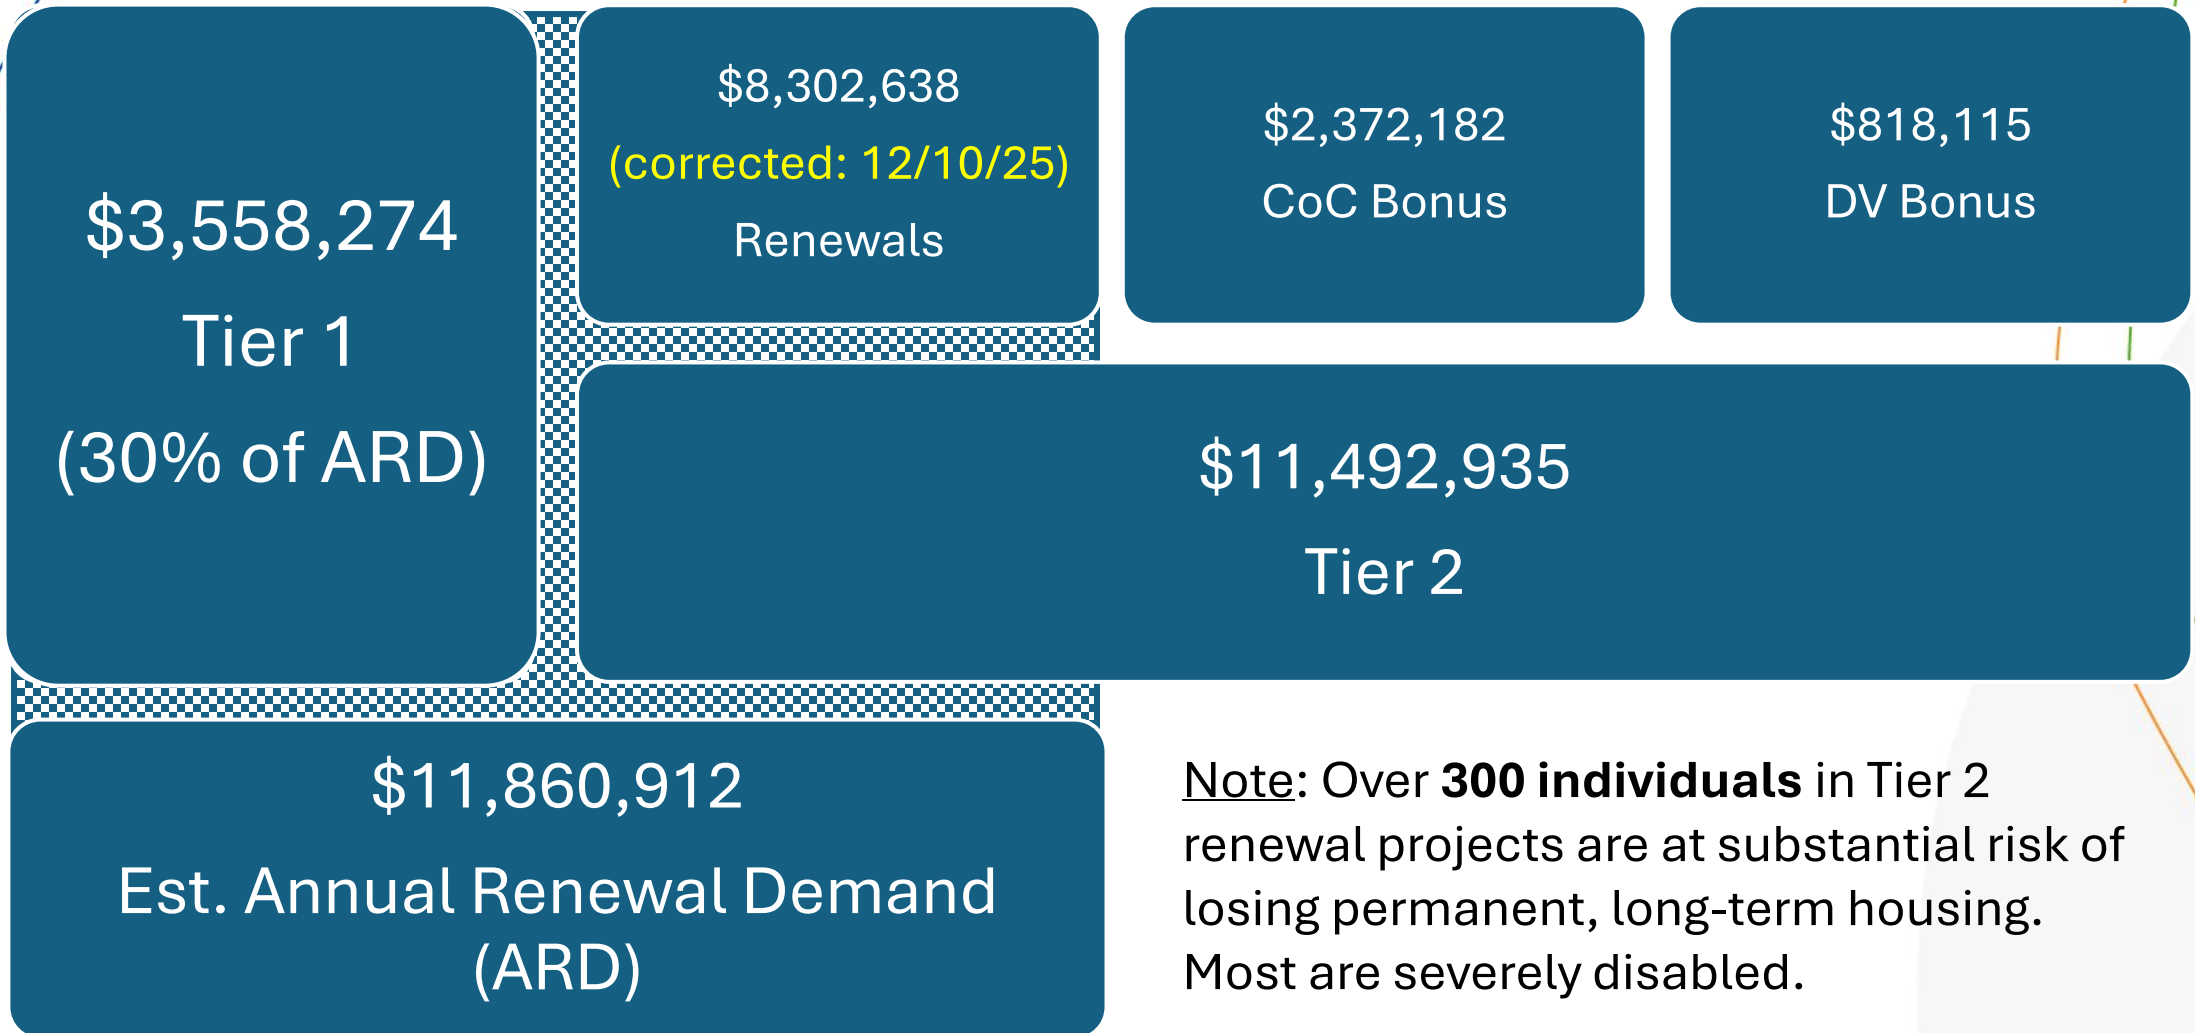 $3,558,274
Tier 1
(30% of ARD)
$8,302,638
(corrected: 12/10/25)
Renewals
$2,372,182
CoC Bonus
$818,115
DV Bonus
$11,492,935
Tier 2
$11,860,912
Est. Annual Renewal Demand
(ARD)
Note: Over 300 individuals in Tier 2
renewal projects are at substantial risk of
losing permanent, long-term housing.
Most are severely disabled.